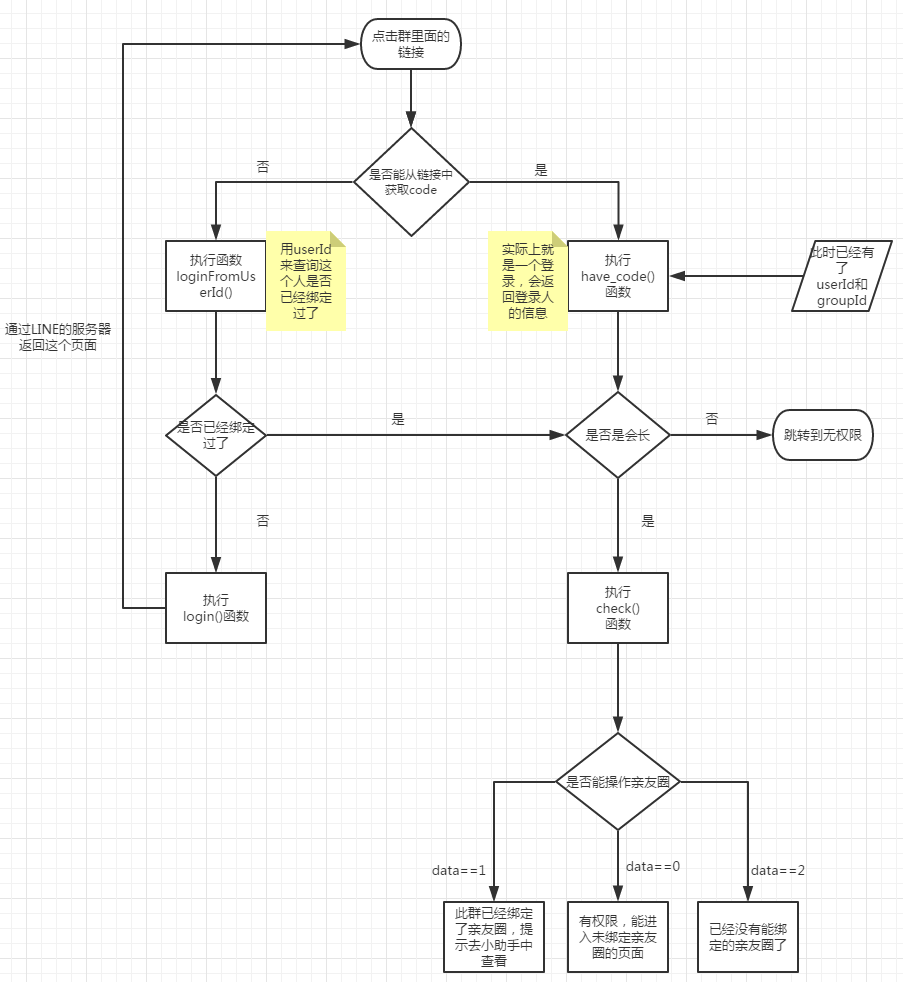 点击群里面的
链接
是否能从链接中
获取code
否
是
执行函数
loginFromUs
erId()
用userId
来查询这
个人是否
已经绑定
过了
实际上就
是一个登
录，会返
回登录人
的信息
执行
have_code()
函数
此时已经有
了
userId和
groupId
通过LINE的服务器
返回这个页面
是否已经绑定
过了
是
是否是会长
否
跳转到无权限
否
是
执行
login()函数
执行
check()
函数
是否能操作亲友圈
data==1
data==0
data==2
此群已经绑定
了亲友圈，提
示去小助手中
查看
有权限，能进
入未绑定亲友
圈的页面
已经没有能绑
定的亲友圈了